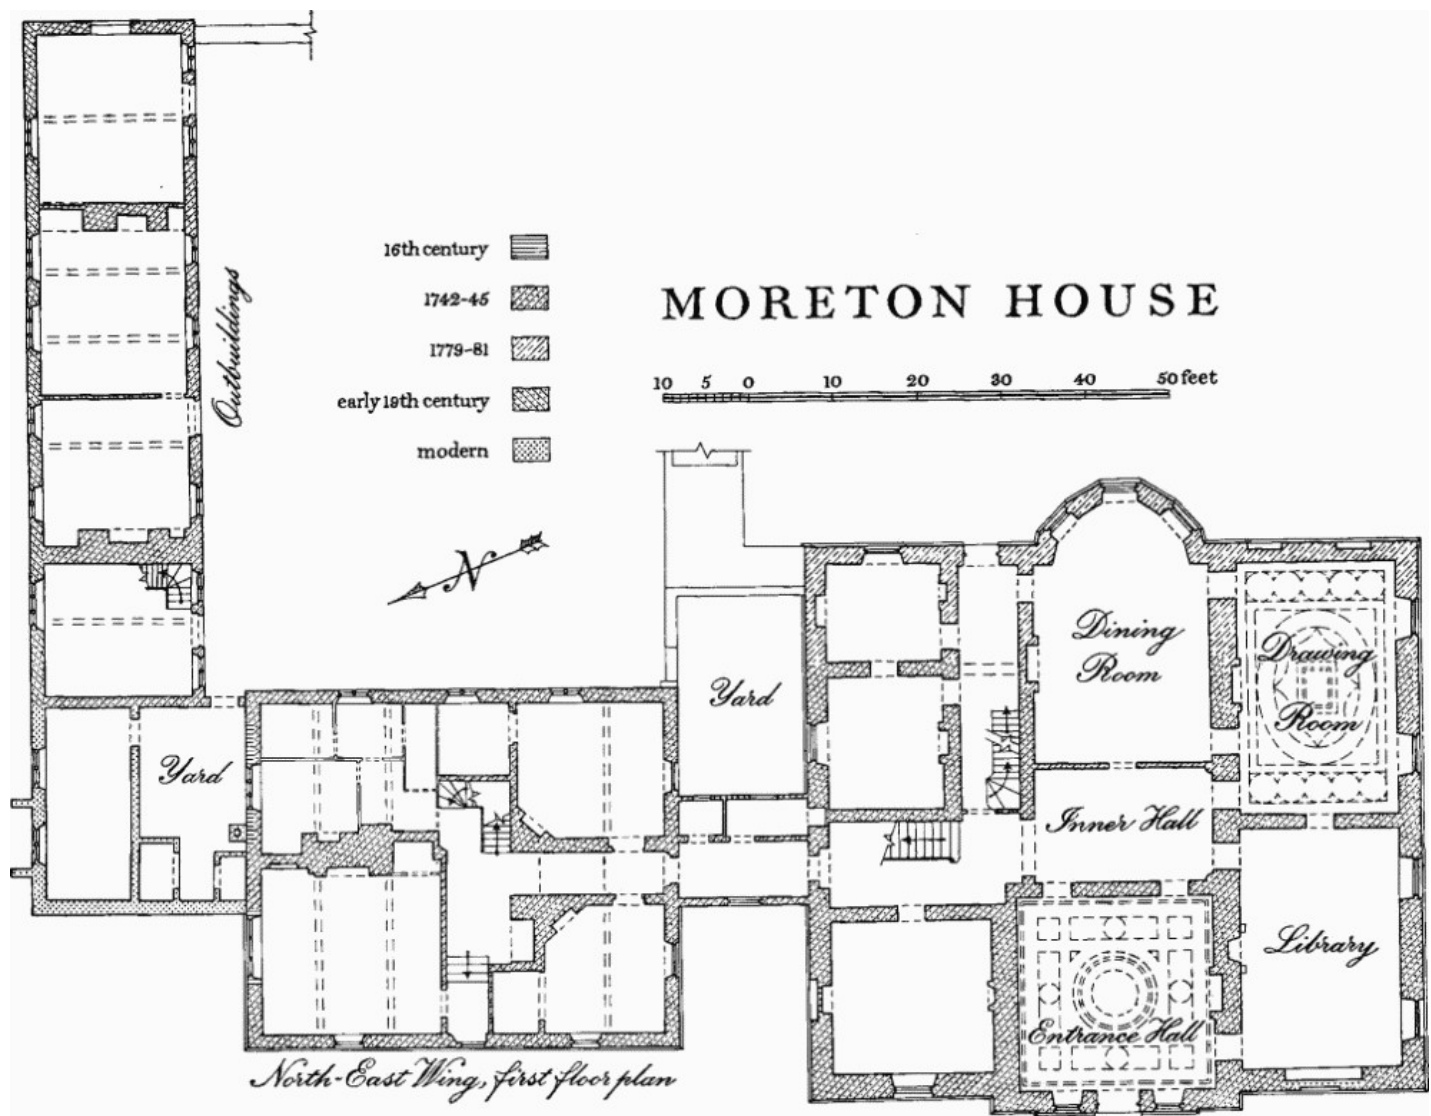 16th century
1742-45
MORETON HOUSE
1779-81
10 5 0 10 20 30 40 50 feet
early 19th century
modern
Outbuildings
N
Dining
Room
Drawing
Room
Yard
Yard
Inner Hall
Library
Entrance Hall
North-East Wing, first floor plan